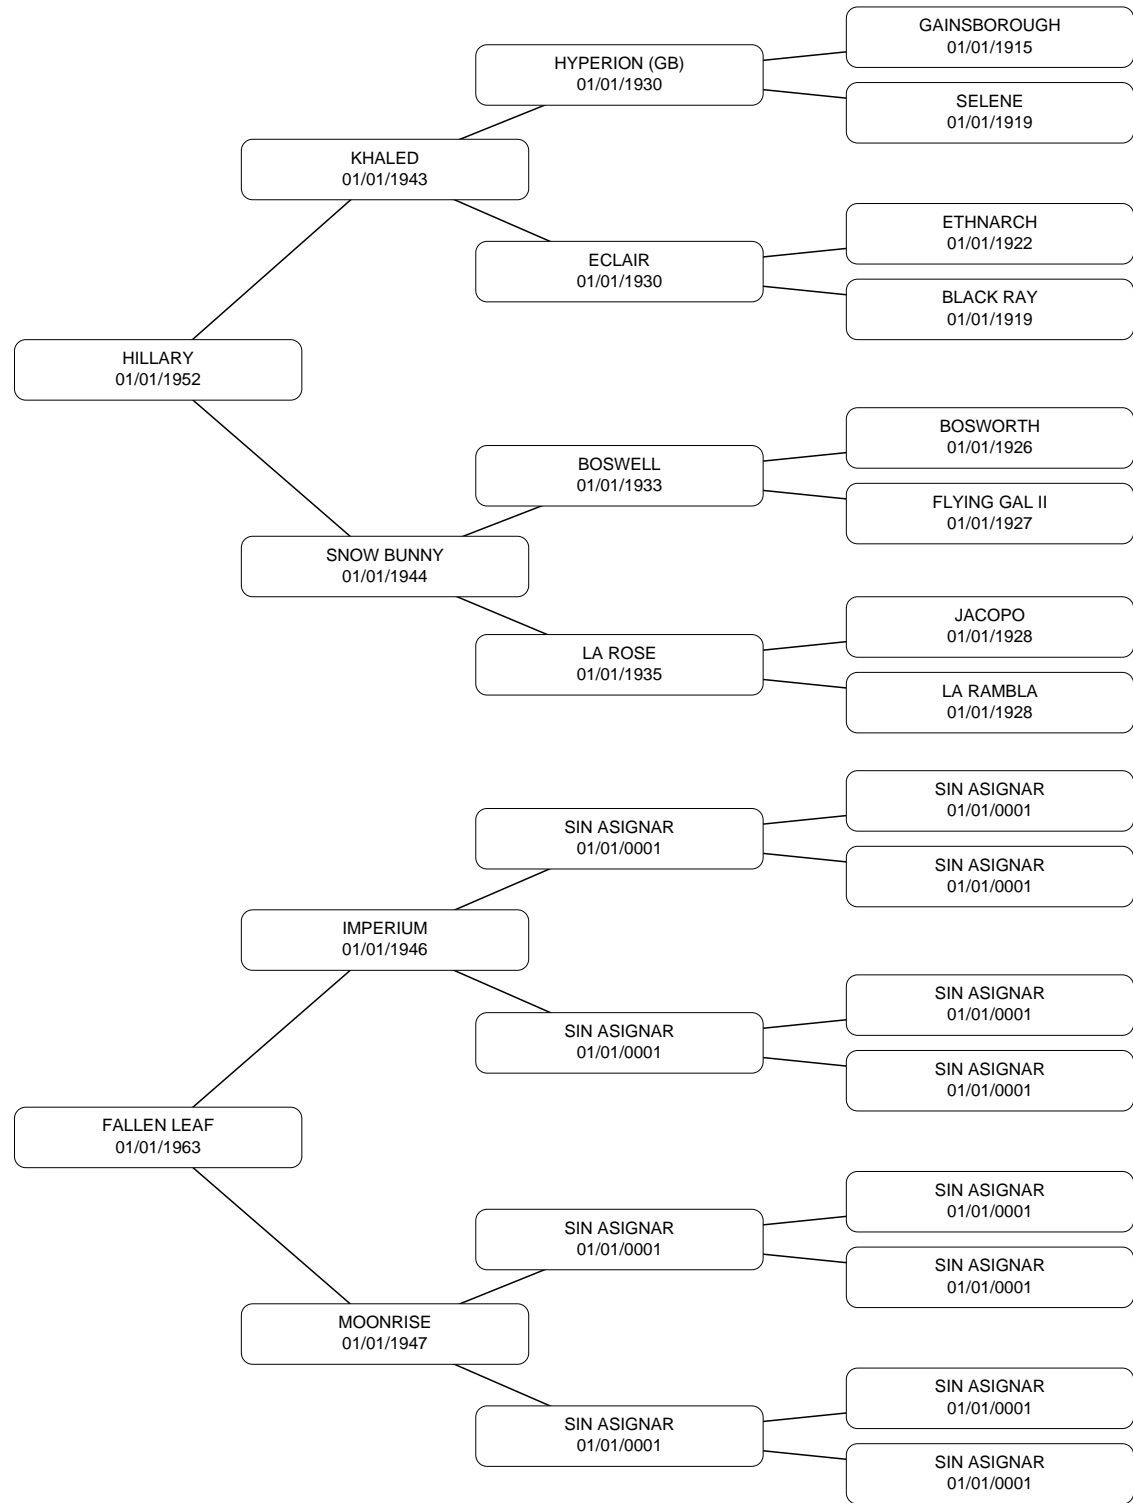 GAINSBOROUGH
01/01/1915
HYPERION (GB)
01/01/1930
SELENE
01/01/1919
KHALED
01/01/1943
ETHNARCH
01/01/1922
ECLAIR
01/01/1930
BLACK RAY
01/01/1919
HILLARY
01/01/1952
BOSWORTH
01/01/1926
BOSWELL
01/01/1933
FLYING GAL II
01/01/1927
SNOW BUNNY
01/01/1944
JACOPO
01/01/1928
LA ROSE
01/01/1935
LA RAMBLA
01/01/1928
SIN ASIGNAR
01/01/0001
SIN ASIGNAR
01/01/0001
SIN ASIGNAR
01/01/0001
IMPERIUM
01/01/1946
SIN ASIGNAR
01/01/0001
SIN ASIGNAR
01/01/0001
SIN ASIGNAR
01/01/0001
FALLEN LEAF
01/01/1963
SIN ASIGNAR
01/01/0001
SIN ASIGNAR
01/01/0001
SIN ASIGNAR
01/01/0001
MOONRISE
01/01/1947
SIN ASIGNAR
01/01/0001
SIN ASIGNAR
01/01/0001
SIN ASIGNAR
01/01/0001